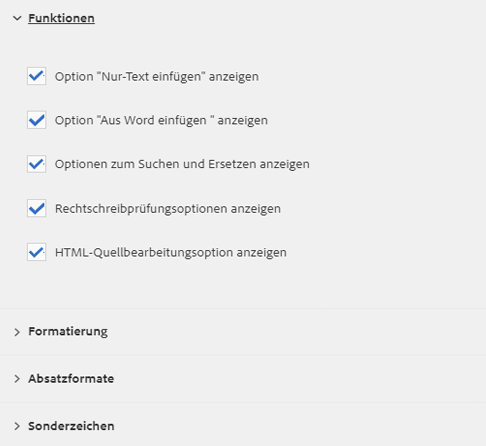 Funktionen
Option "Nur-Text einfügen" anzeigen
Option "Aus Word einfügen " anzeigen
Optionen zum Suchen und Ersetzen anzeigen
Rechtschreibprüfungsoptionen anzeigen
HTML-Quellbearbeitungsoption anzeigen
Formatierung
Absatzformate
Sonderzeichen